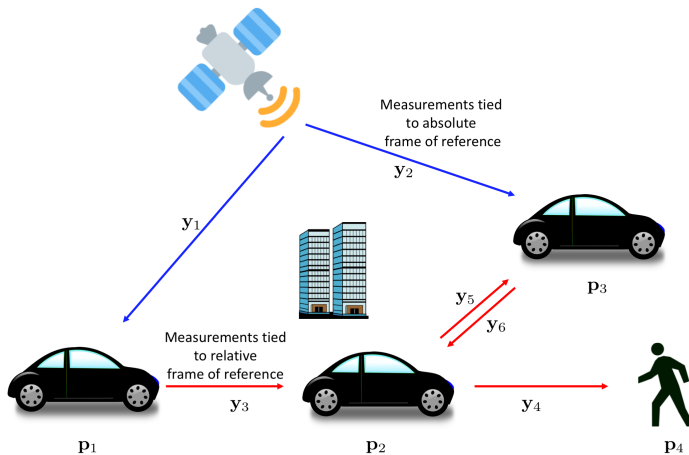 Measurements tied
to absolute
frame of reference
y₂
y₁
p₃
y₅
y₆
Measurements tied
to relative
frame of reference
y₃
y₄
p₁
p₂
p₄